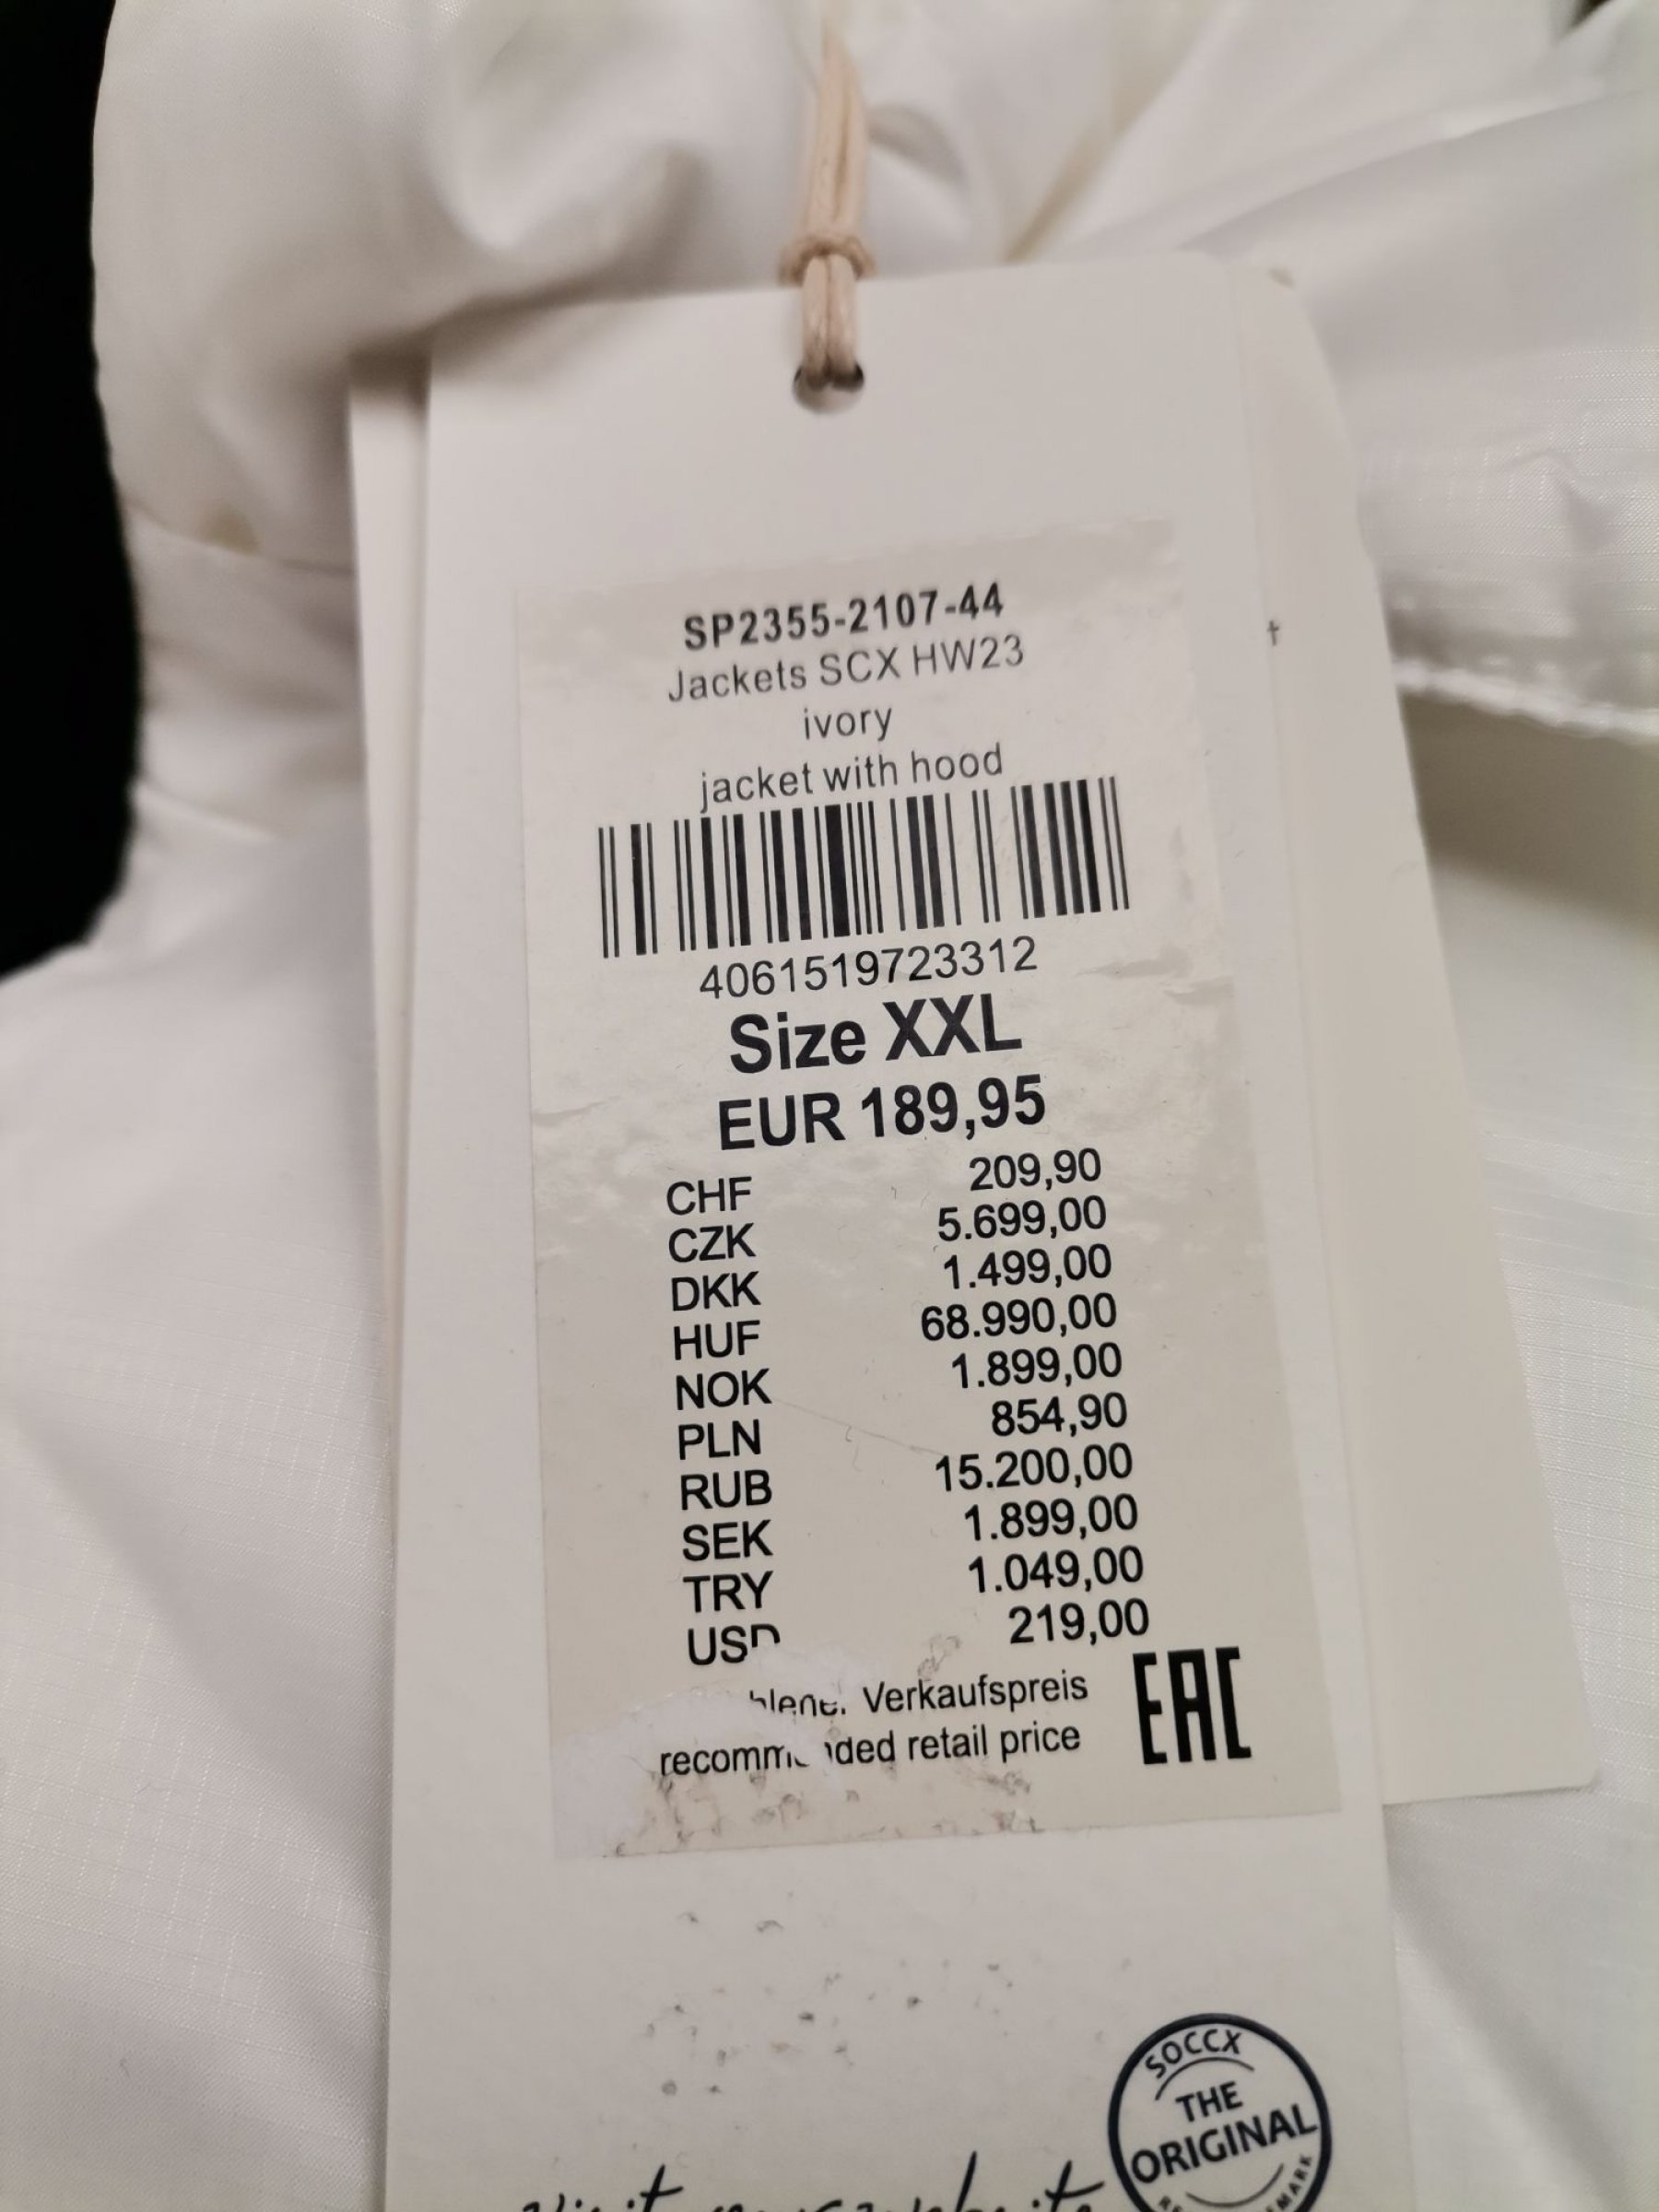 SP2355-2107-44
Jackets SCX HW23
ivory
jacket with hood
4061519723312
Size XXL
EUR 189,95
CHF 209,90
CZK 5.699,00
DKK 1.499,00
HUF 68.990,00
NOK 1.899,00
PLN 854,90
RUB 15.200,00
SEK 1.899,00
TRY 1.049,00
USD 219,00
Verkaufspreis
recommended retail price
EAC
SOCCX
THE
ORIGINAL